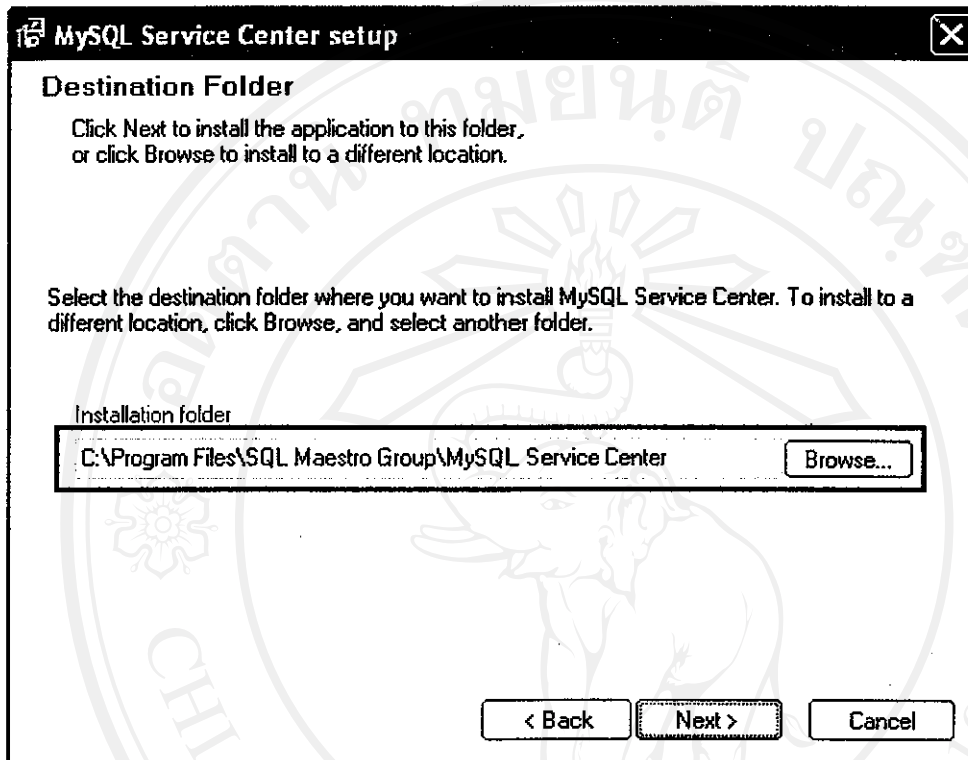 MySQL Service Center setup
Destination Folder
Click Next to install the application to this folder,
or click Browse to install to a different location.
Select the destination folder where you want to install MySQL Service Center. To install to a
different location, click Browse, and select another folder.
Installation folder
C:\Program Files\SQL Maestro Group\MySQL Service Center
Browse...
< Back
Next >
Cancel